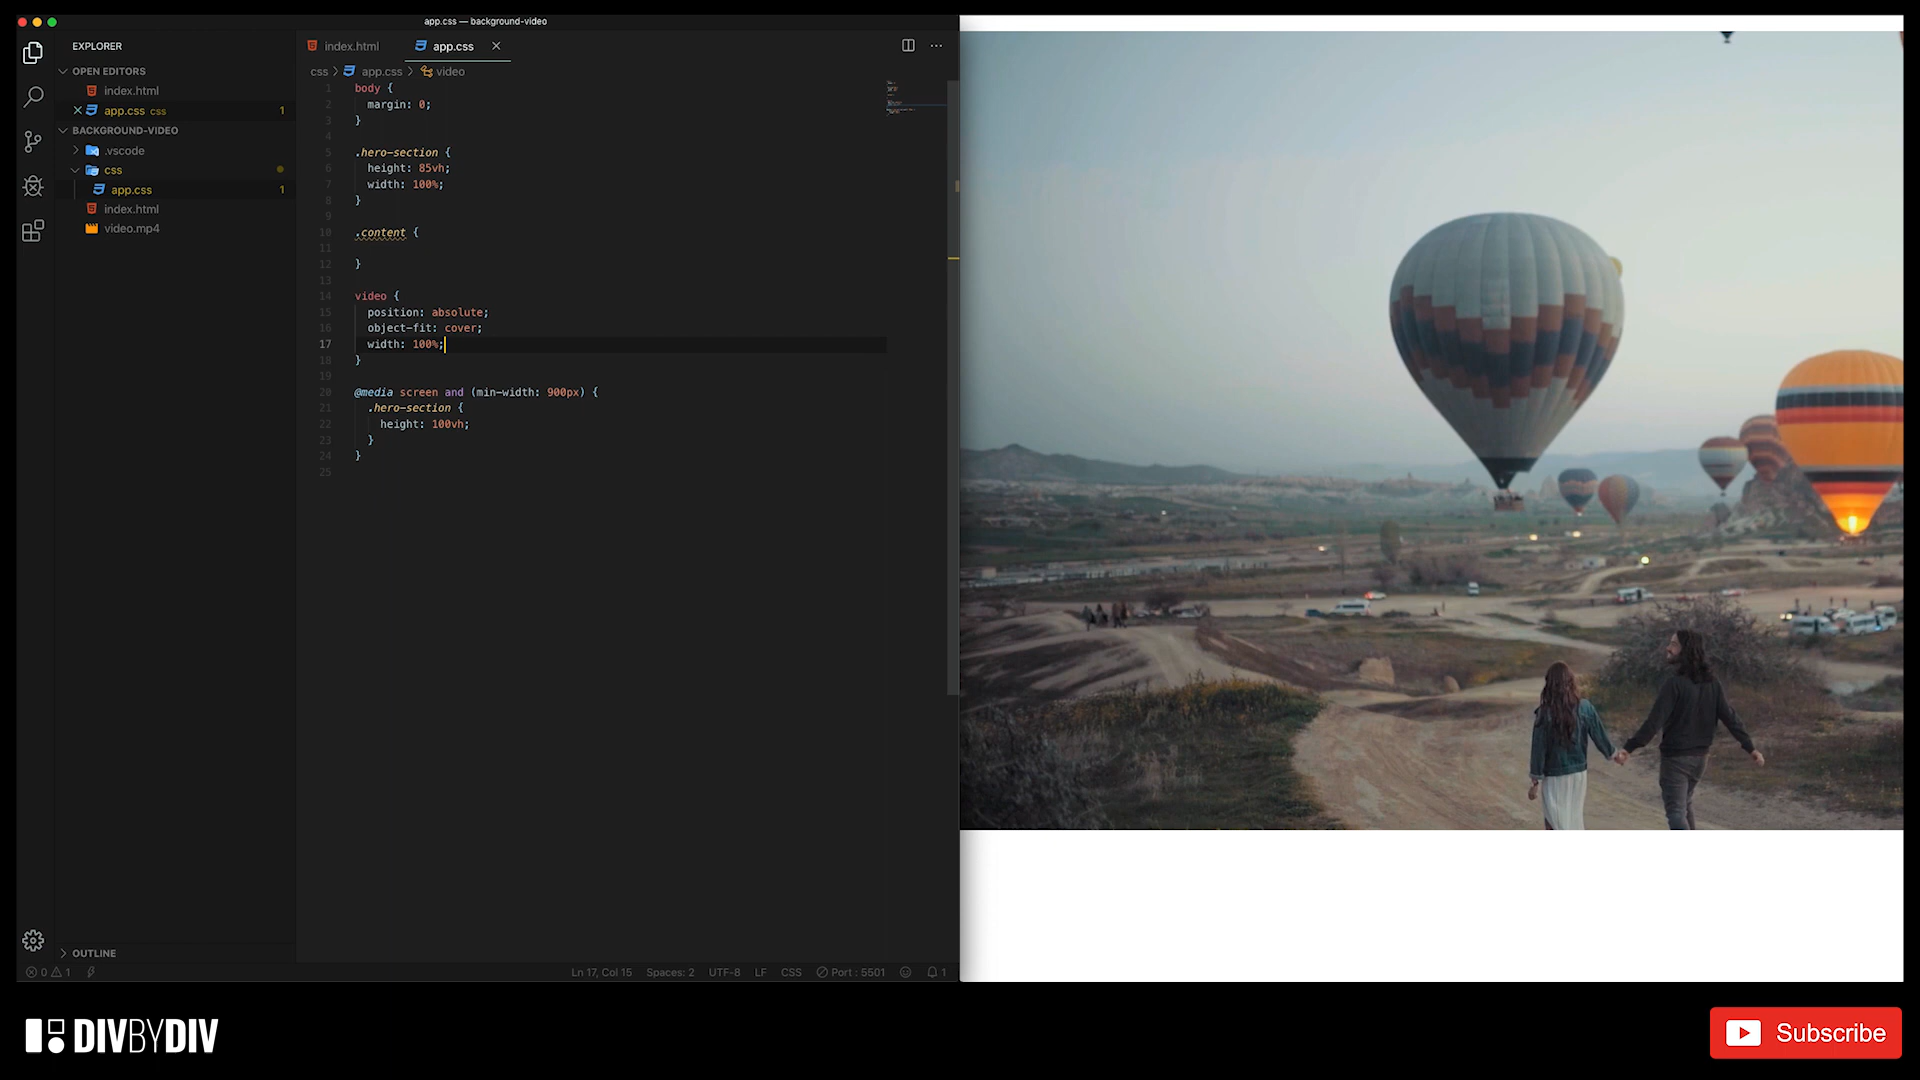 app.css — background-video
EXPLORER
OPEN EDITORS
index.html
app.css css 1
BACKGROUND-VIDEO
.vscode
css
app.css 1
index.html
video.mp4
OUTLINE
index.html app.css
css > app.css > video
1 body {
2 margin: 0;
3 }
4
5 .hero-section {
6 height: 85vh;
7 width: 100%;
8 }
9
10 .content {
11
12 }
13
14 video {
15 position: absolute;
16 object-fit: cover;
17 width: 100%;
18 }
19
20 @media screen and (min-width: 900px) {
21 .hero-section {
22 height: 100vh;
23 }
24 }
25
0 1 Ln 17, Col 15 Spaces: 2 UTF-8 LF CSS Port : 5501 1
DIVBYDIV
Subscribe